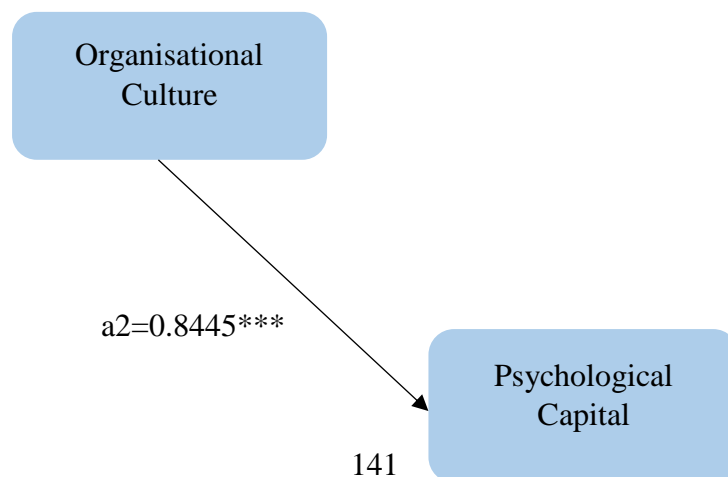 Organisational
Culture
a2=0.8445***
Psychological
Capital
141